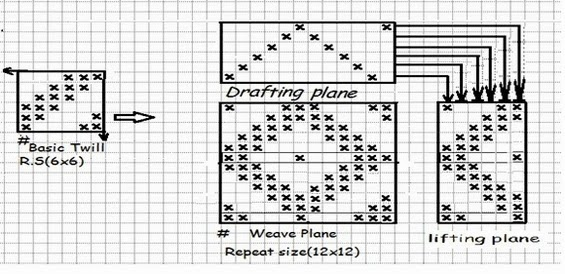 Drafting plane
# Basic Twill
R.S(6x6)
# Weave Plane
Repeat size(12x12)
lifting plane